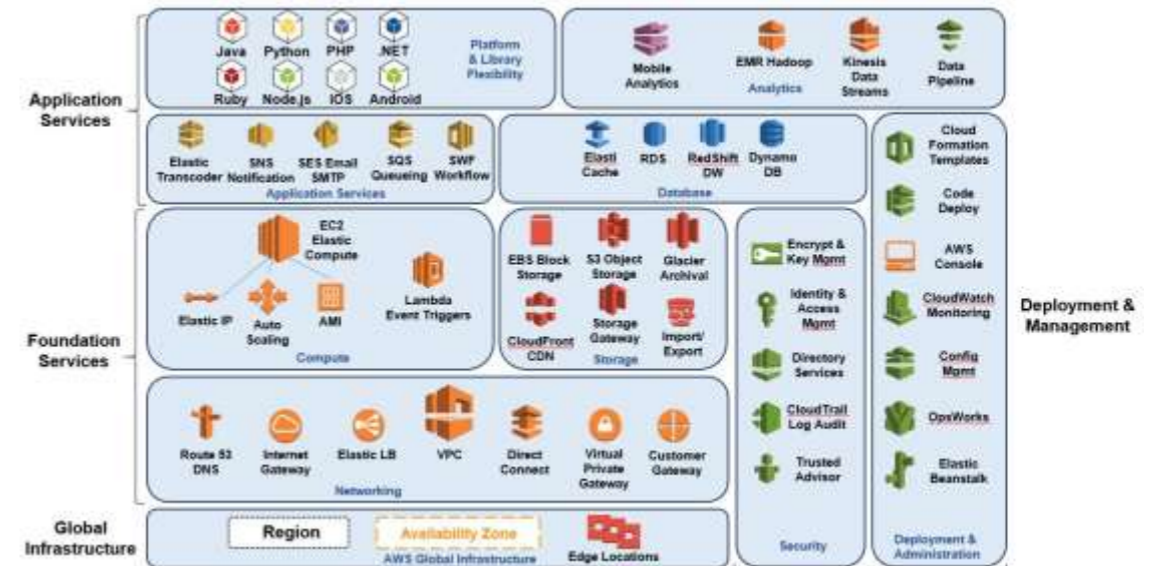 Application
Services
Java Python PHP .NET
Ruby Node.js IOS Android
Platform
& Library
Flexibility
Mobile
Analytics
EMR Hadoop
Kinesis
Data
Streams
Data
Pipeline
Analytics
Elastic
Transcoder
SNS
Notification
SES Email
SMTP
SQS
Queueing
SWF
Workflow
Application Services
Elasti
Cache
RDS
RedShift
DW
Dynamo
DB
Database
Cloud
Formation
Templates
Code
Deploy
AWS
Console
CloudWatch
Monitoring
Config
Mgmt
OpsWorks
Elastic
Beanstalk
Deployment &
Administration
Deployment &
Management
Foundation
Services
EC2
Elastic
Compute
Elastic IP
Auto
Scaling
AMI
Lambda
Event Triggers
Compute
EBS Block
Storage
S3 Object
Storage
Glacier
Archival
CloudFront
CDN
Storage
Gateway
Import/
Export
Storage
Encrypt &
Key Mgmt
Identity &
Access
Mgmt
Directory
Services
CloudTrail
Log Audit
Trusted
Advisor
Security
Route 53
DNS
Internet
Gateway
Elastic LB
VPC
Direct
Connect
Virtual
Private
Gateway
Customer
Gateway
Networking
Global
Infrastructure
Region
Availability Zone
Edge Locations
AWS Global Infrastructure